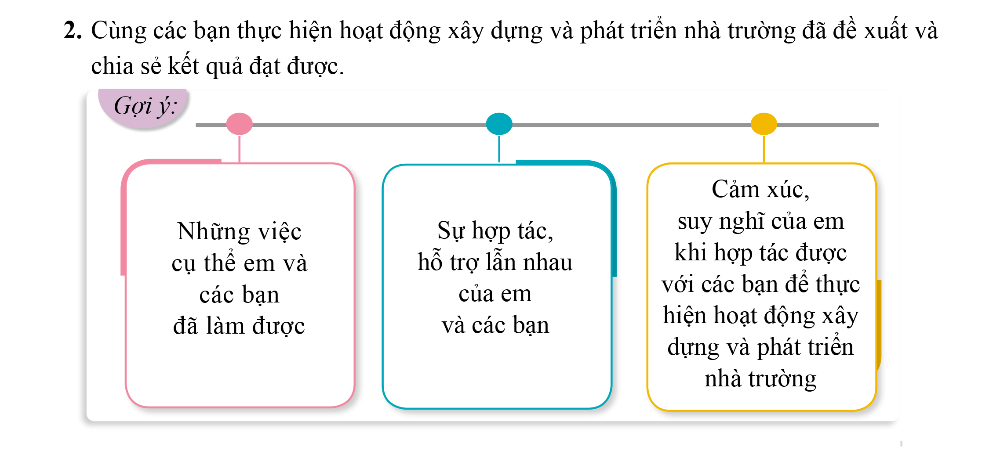 2. Cùng các bạn thực hiện hoạt động xây dựng và phát triển nhà trường đã đề xuất và
chia sẻ kết quả đạt được.
Gợi ý:
Những việc
cụ thể em và
các bạn
đã làm được
Sự hợp tác,
hỗ trợ lẫn nhau
của em
và các bạn
Cảm xúc,
suy nghĩ của em
khi hợp tác được
với các bạn để thực
hiện hoạt động xây
dựng và phát triển
nhà trường